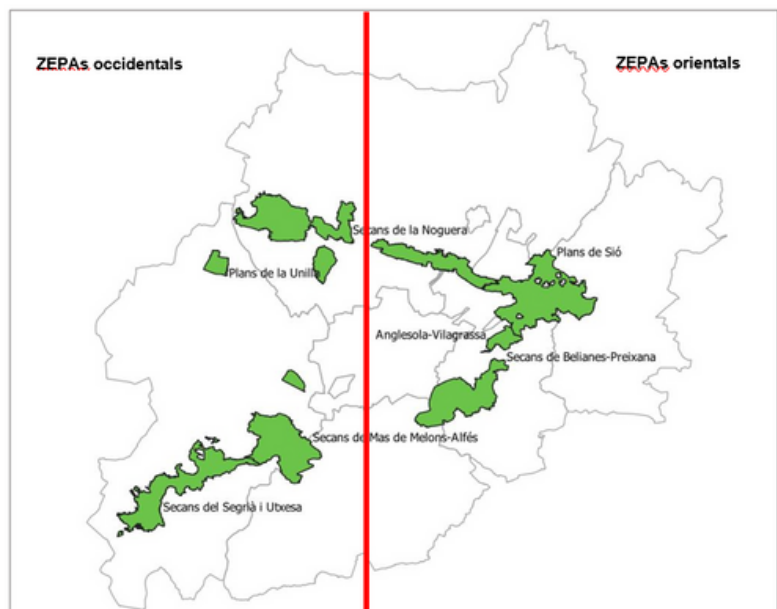 ZEPAs occidentals
ZEPAs orientals
Secans de la Noguera
Plans de Sió
Plans de la Unilla
Anglesola-Vilagrassa
Secans de Belianes-Preixana
Secans de Mas de Melons-Alfés
Secans del Segrià i Utxesa